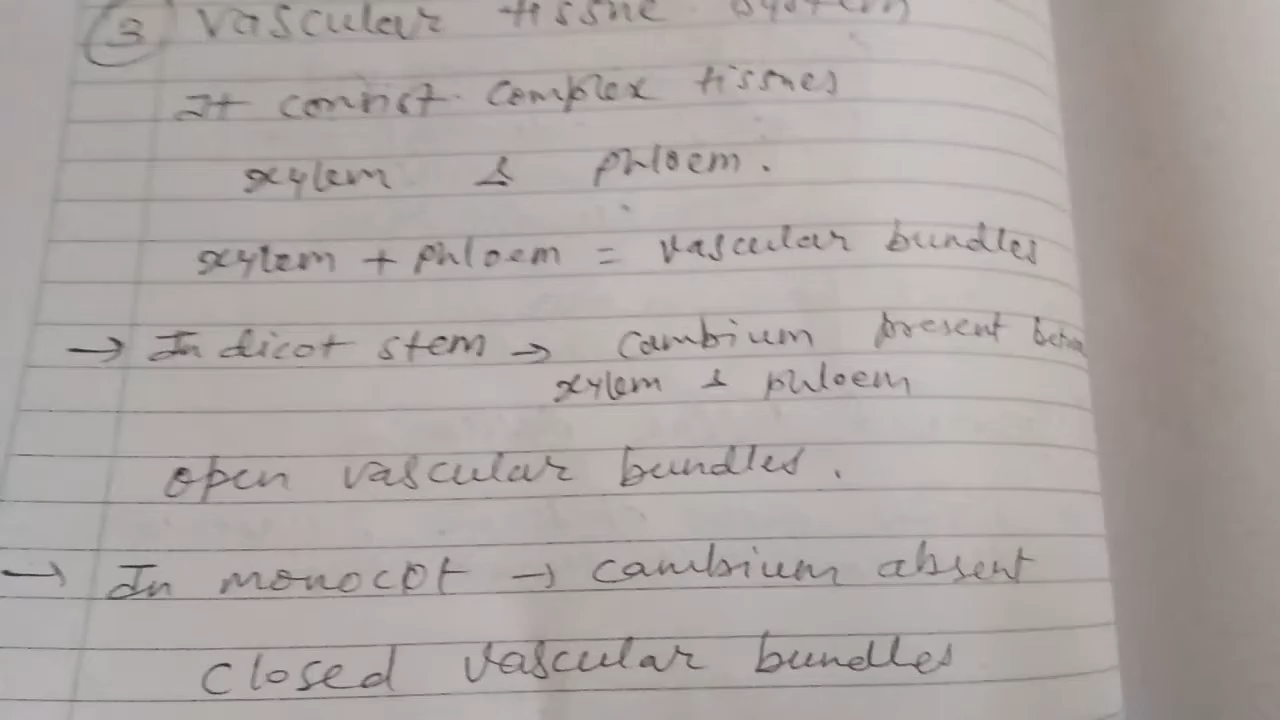 3 Vascular tissue system
It consist complex tissues
xylem & phloem.
xylem + phloem = vascular bundles
→ In dicot stem → cambium present
xylem & phloem
open vascular bundles.
→ In monocot → cambium absent
closed vascular bundles